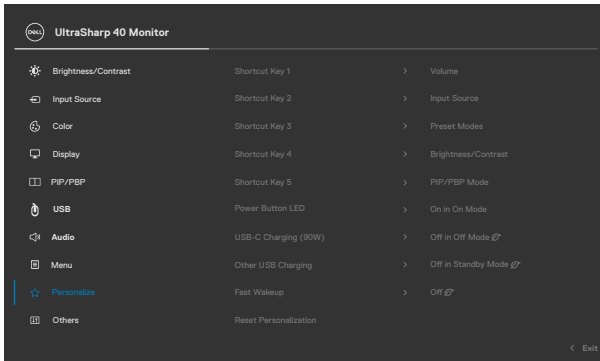 DELL UltraSharp 40 Monitor
Brightness/Contrast Shortcut Key 1 > Volume
Input Source Shortcut Key 2 > Input Source
Color Shortcut Key 3 > Preset Modes
Display Shortcut Key 4 > Brightness/Contrast
PIP/PBP Shortcut Key 5 > PIP/PBP Mode
USB Power Button LED > On in On Mode
Audio USB-C Charging (90W) > Off in Off Mode
Menu Other USB Charging > Off in Standby Mode
Personalize Fast Wakeup > Off
Others Reset Personalization
< Exit